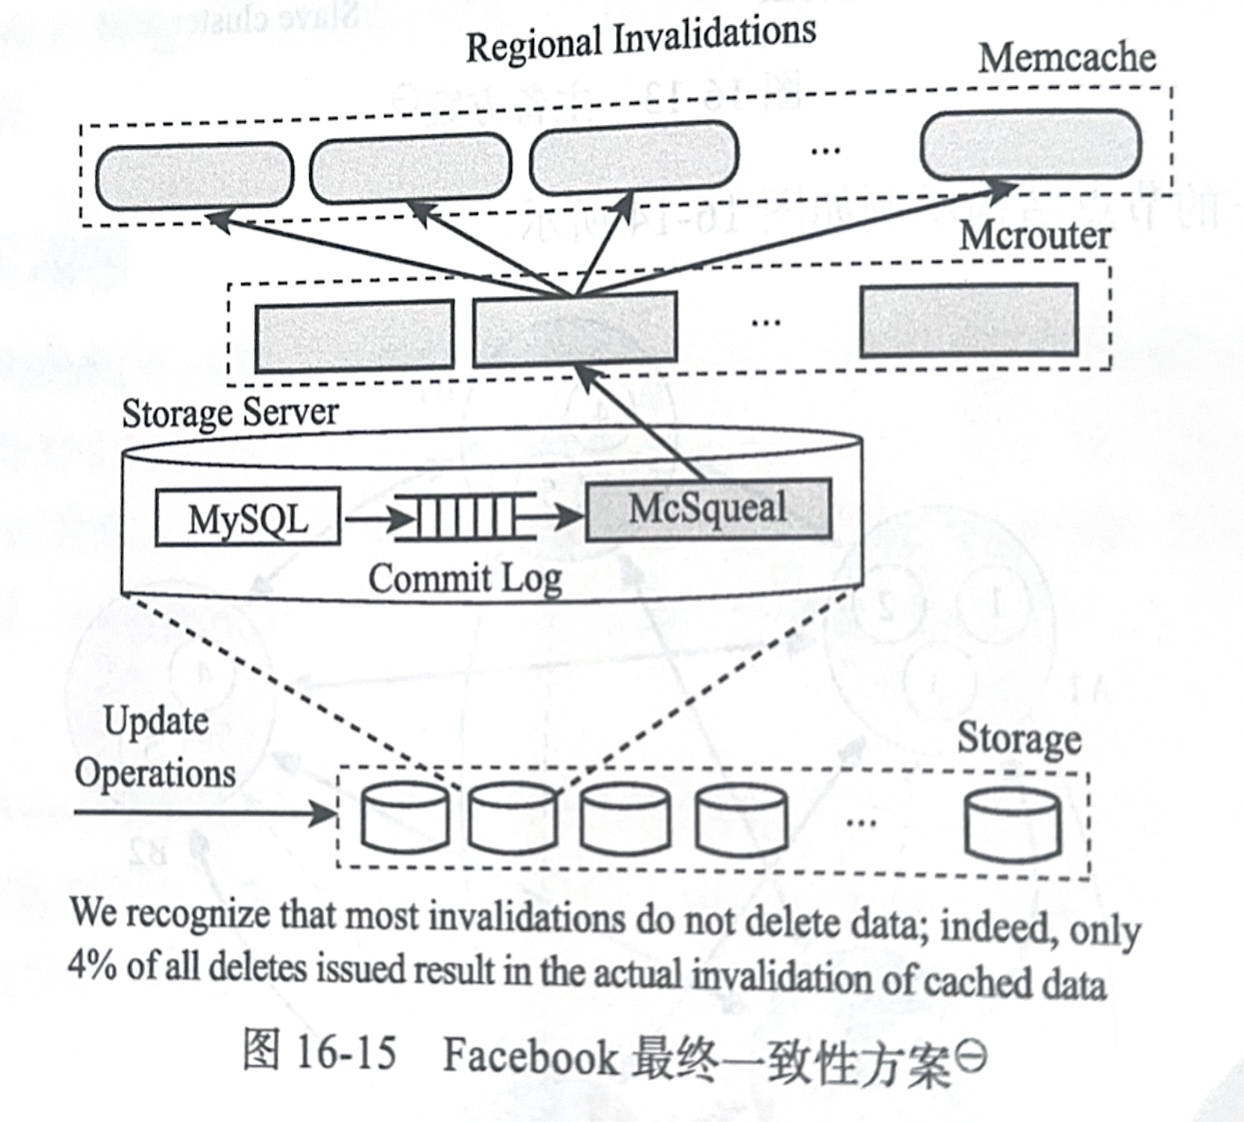 Regional Invalidations
Memcache
...
Mcrouter
...
Storage Server
MySQL
McSqueal
Commit Log
Update
Operations
Storage
...
We recognize that most invalidations do not delete data; indeed, only
4% of all deletes issued result in the actual invalidation of cached data
图 16-15 Facebook 最终一致性方案㊀